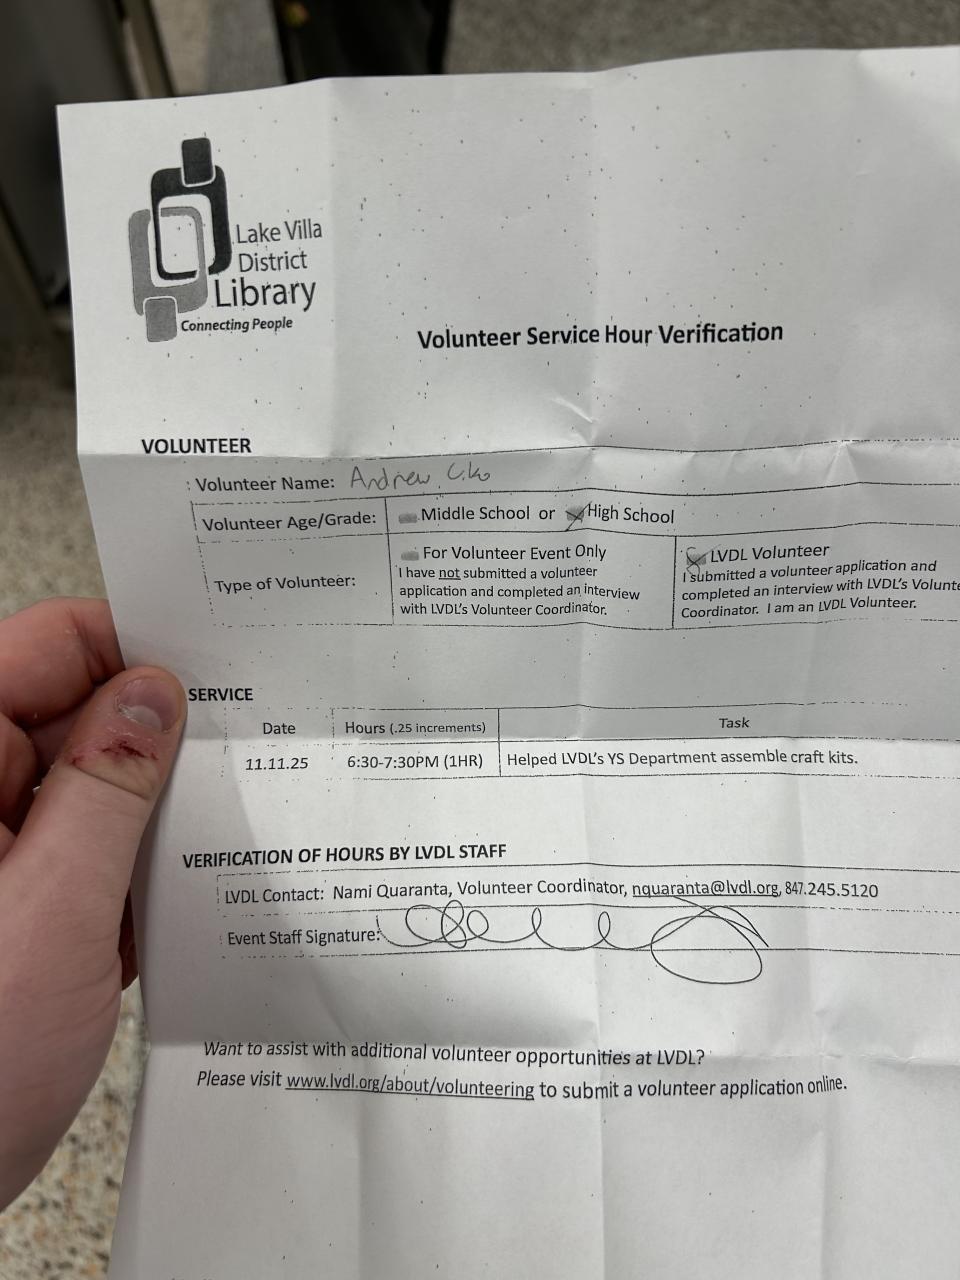 Lake Villa
District
Library
Connecting People
Volunteer Service Hour Verification
VOLUNTEER
Volunteer Name: Andrew
Volunteer Age/Grade: Middle School or High School
Type of Volunteer:
For Volunteer Event Only
I have not submitted a volunteer
application and completed an interview
with LVDL's Volunteer Coordinator.
LVDL Volunteer
I submitted a volunteer application and
completed an interview with LVDL's Volunte
Coordinator. I am an LVDL Volunteer.
SERVICE
Date Hours (.25 increments) Task
11.11.25 6:30-7:30PM (1HR) Helped LVDL's YS Department assemble craft kits.
VERIFICATION OF HOURS BY LVDL STAFF
LVDL Contact: Nami Quaranta, Volunteer Coordinator, nquaranta@lvdl.org, 847.245.5120
Event Staff Signature:
Want to assist with additional volunteer opportunities at LVDL?
Please visit www.lvdl.org/about/volunteering to submit a volunteer application online.